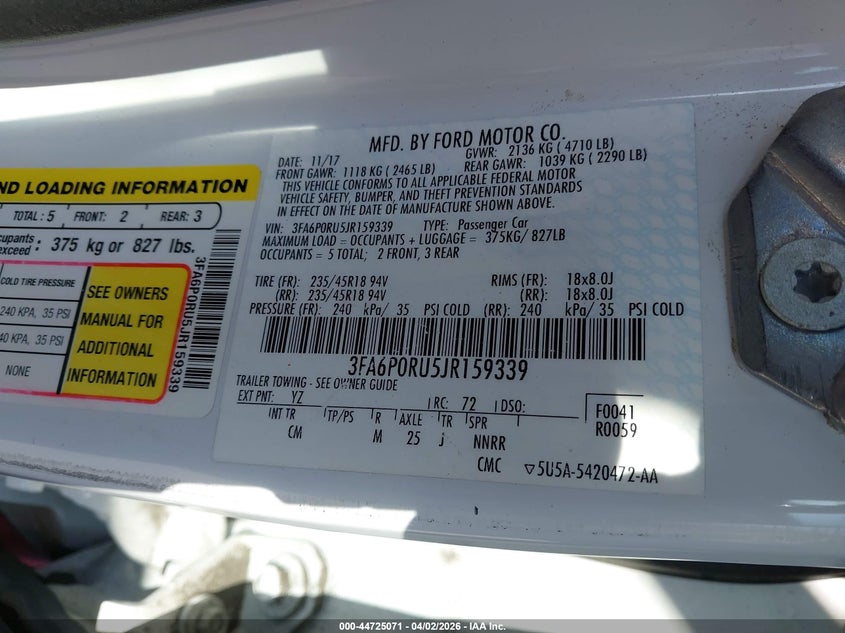 ND LOADING INFORMATION
TOTAL: 5 FRONT: 2 REAR: 3
cupants
exceed: 375 kg or 827 lbs.
COLD TIRE PRESSURE
240 KPA, 35 PSI
40 KPA, 35 PSI
NONE
SEE OWNERS
MANUAL FOR
ADDITIONAL
INFORMATION
3FA6P0RU5JR159339
MFD. BY FORD MOTOR CO.
DATE: 11/17 GVWR: 2136 KG ( 4710 LB)
FRONT GAWR: 1118 KG ( 2465 LB) REAR GAWR: 1039 KG ( 2290 LB)
THIS VEHICLE CONFORMS TO ALL APPLICABLE FEDERAL MOTOR
VEHICLE SAFETY, BUMPER, AND THEFT PREVENTION STANDARDS
IN EFFECT ON THE DATE OF MANUFACTURE SHOWN ABOVE.
VIN: 3FA6P0RU5JR159339 TYPE: Passenger Car
MAXIMUM LOAD = OCCUPANTS + LUGGAGE = 375KG/ 827LB
OCCUPANTS = 5 TOTAL; 2 FRONT, 3 REAR
TIRE (FR): 235/45R18 94V RIMS (FR): 18x8.0J
(RR): 235/45R18 94V (RR): 18x8.0J
PRESSURE (FR): 240 kPa/ 35 PSI COLD (RR): 240 kPa/ 35 PSI COLD
3FA6P0RU5JR159339
TRAILER TOWING - SEE OWNER GUIDE
EXT PNT: YZ RC: 72 DSO: F0041
R0059
INT TR TP/PS R AXLE TR SPR
CM M 25 j NNRR
CMC ▽5U5A-5420472-AA
000-44725071 - 04/02/2026 - IAA Inc.